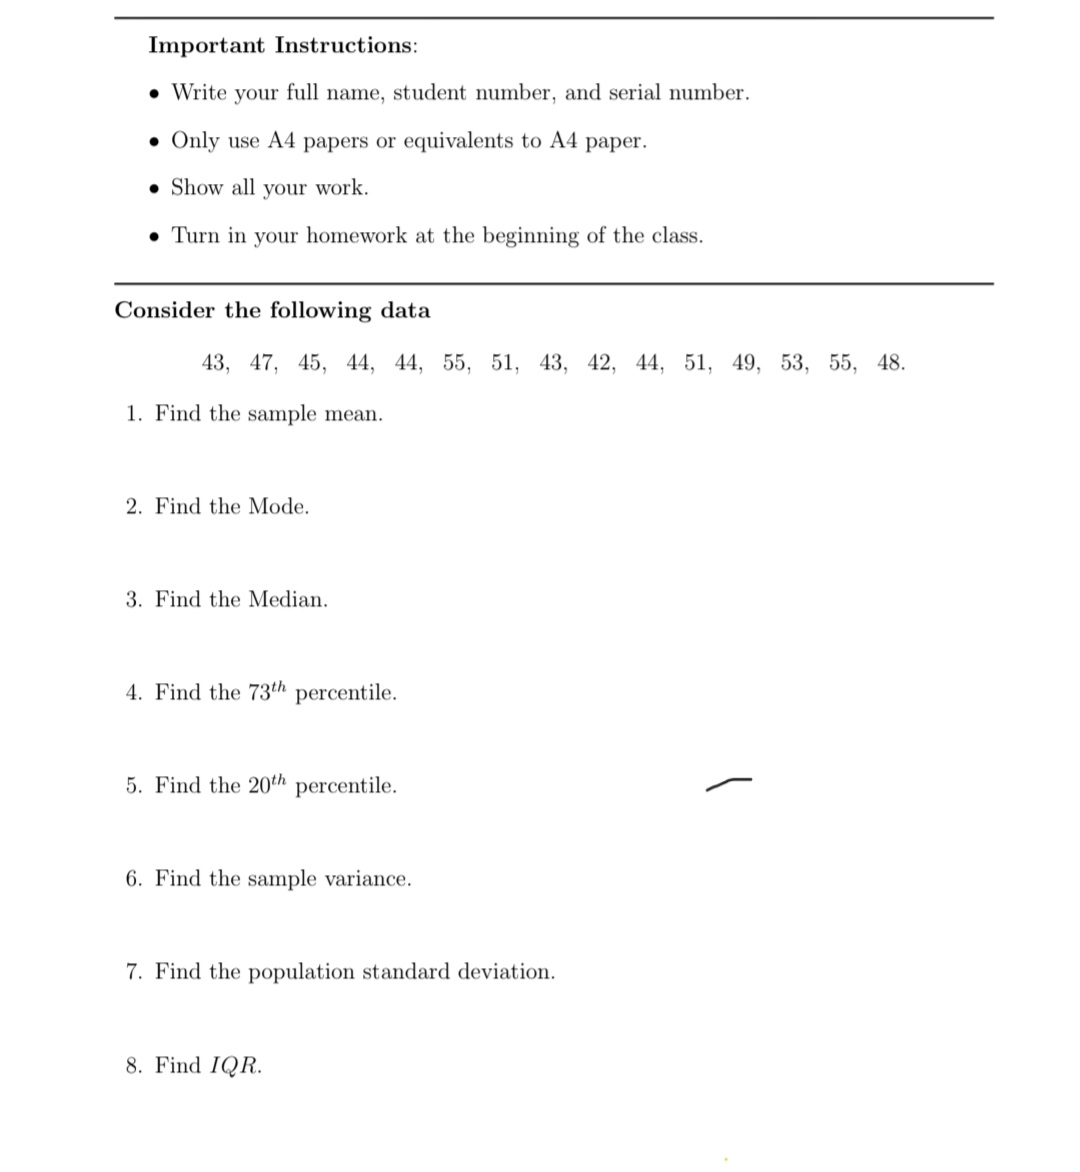 Important Instructions:
• Write your full name, student number, and serial number.
• Only use A4 papers or equivalents to A4 paper.
• Show all your work.
• Turn in your homework at the beginning of the class.
Consider the following data
43, 47, 45, 44, 44, 55, 51, 43, 42, 44, 51, 49, 53, 55, 48.
1. Find the sample mean.
2. Find the Mode.
3. Find the Median.
4. Find the 73th percentile.
5. Find the 20th percentile.
6. Find the sample variance.
7. Find the population standard deviation.
8. Find IQR.